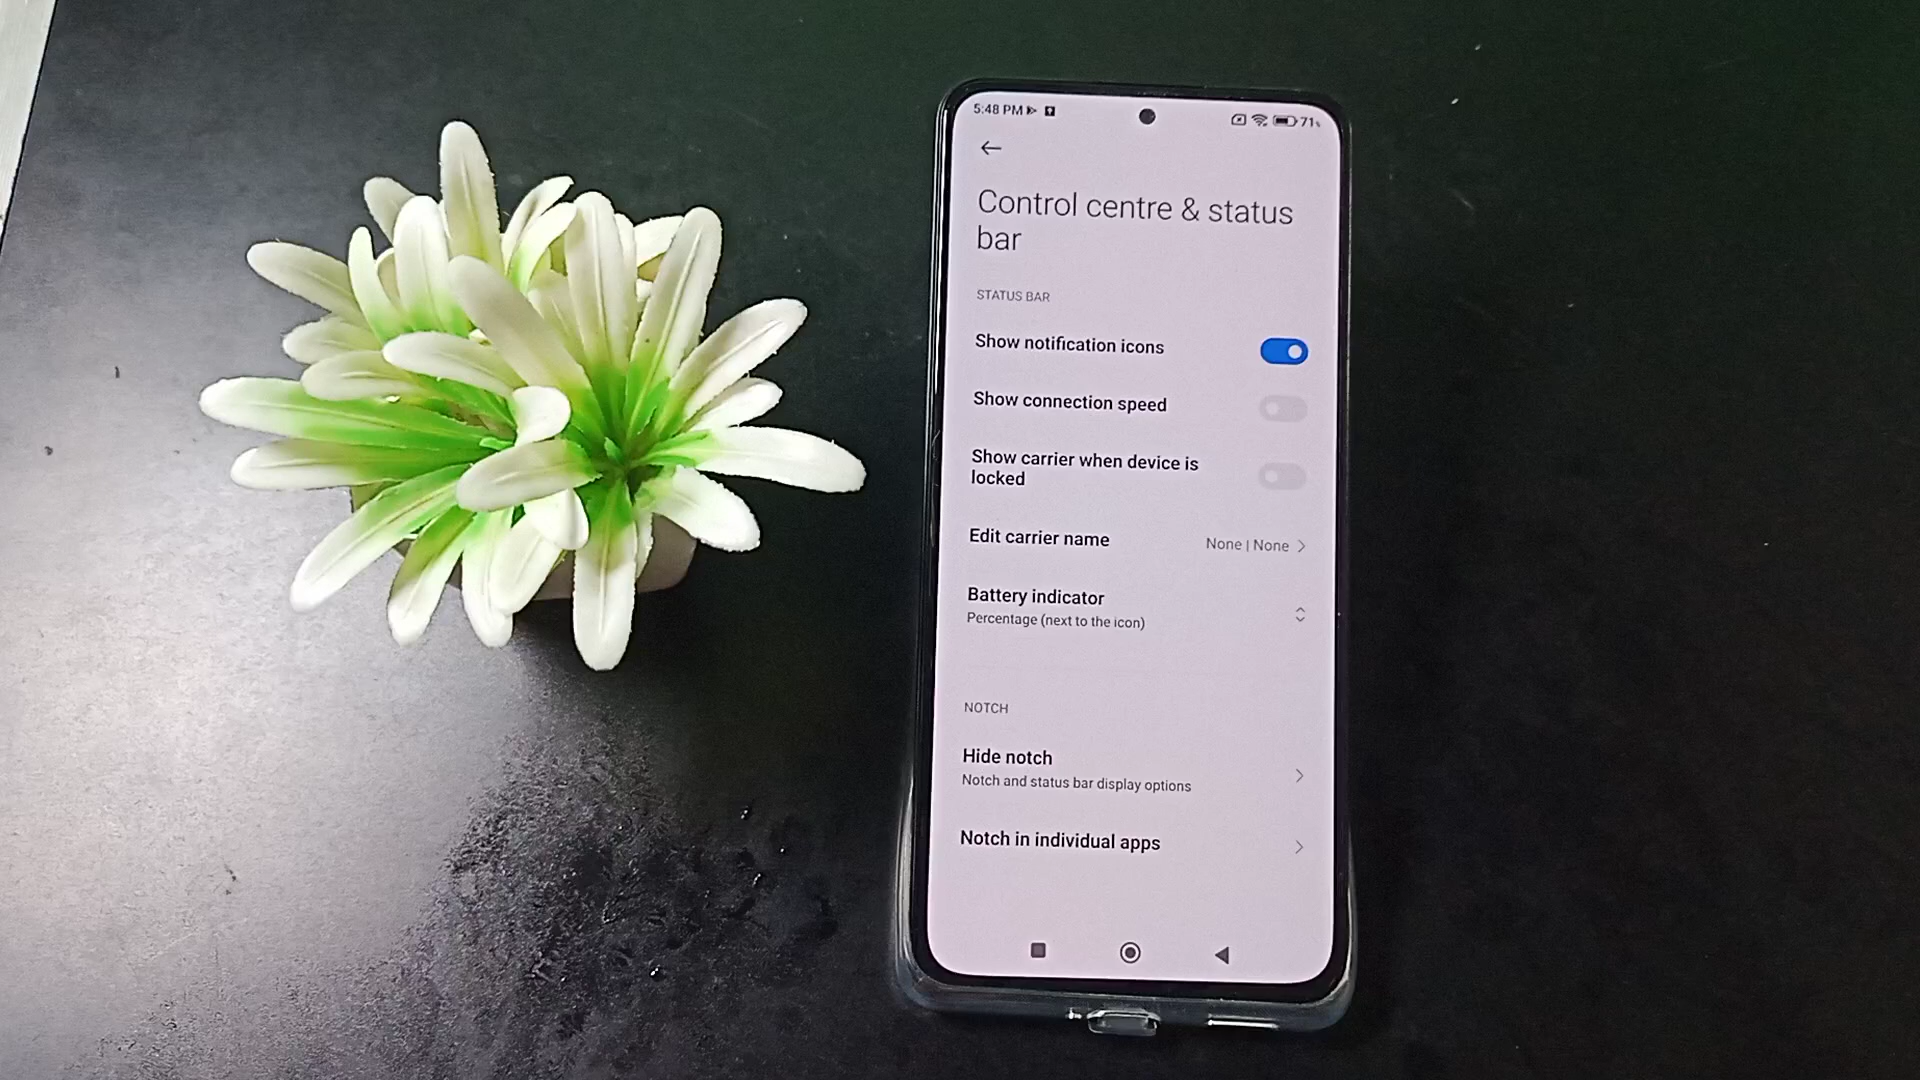 5:48 PM
71%
Control centre & status
bar
STATUS BAR
Show notification icons
Show connection speed
Show carrier when device is
locked
Edit carrier name
None | None
Battery indicator
Percentage (next to the icon)
NOTCH
Hide notch
Notch and status bar display options
Notch in individual apps